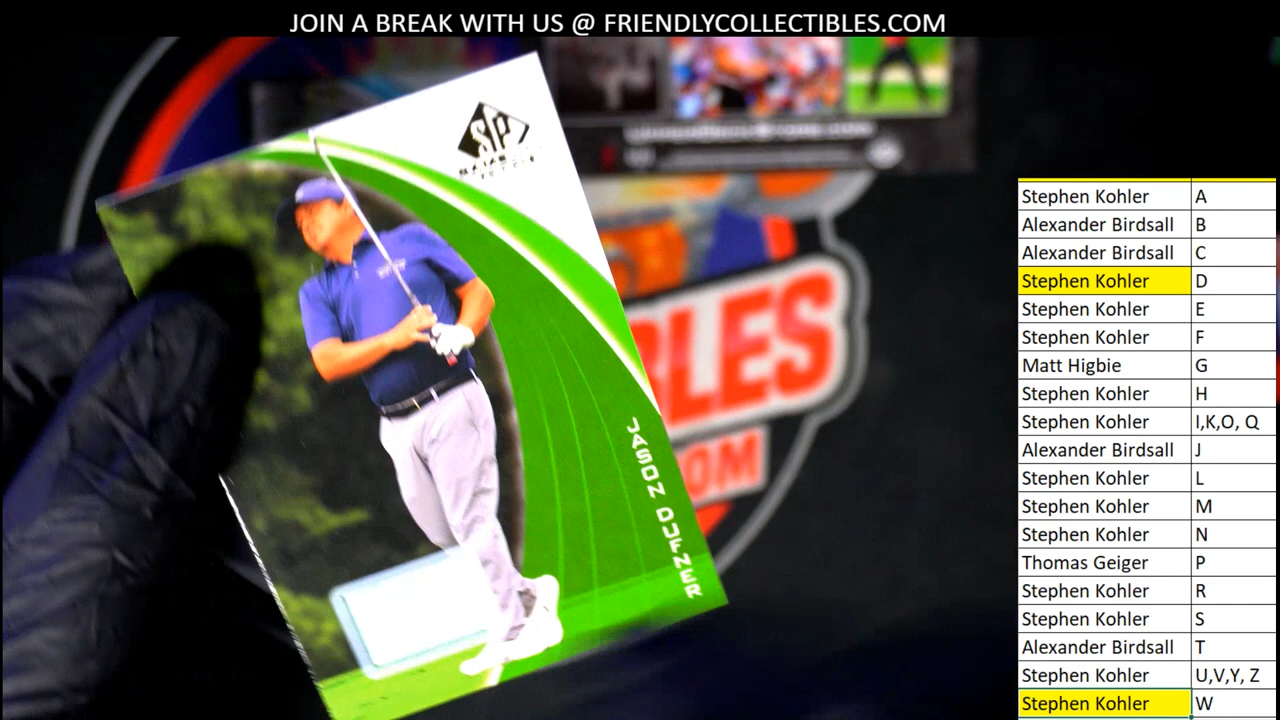 JOIN A BREAK WITH US @ FRIENDLYCOLLECTIBLES.COM
SP
JASON DUFNER
BLES
.COM
Stephen Kohler A
Alexander Birdsall B
Alexander Birdsall C
Stephen Kohler D
Stephen Kohler E
Stephen Kohler F
Matt Higbie G
Stephen Kohler H
Stephen Kohler I,K,O, Q
Alexander Birdsall J
Stephen Kohler L
Stephen Kohler M
Stephen Kohler N
Thomas Geiger P
Stephen Kohler R
Stephen Kohler S
Alexander Birdsall T
Stephen Kohler U,V,Y, Z
Stephen Kohler W